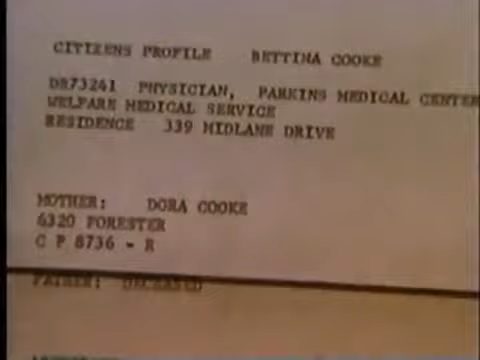 CITIZENS PROFILE BETTINA COOKE
DR73241 PHYSICIAN, PARKINS MEDICAL CENTER
WELFARE MEDICAL SERVICE
RESIDENCE 339 MIDLANE DRIVE
MOTHER: DORA COOKE
6320 FORESTER
C P 8736 - R
FATHER: DECEASED